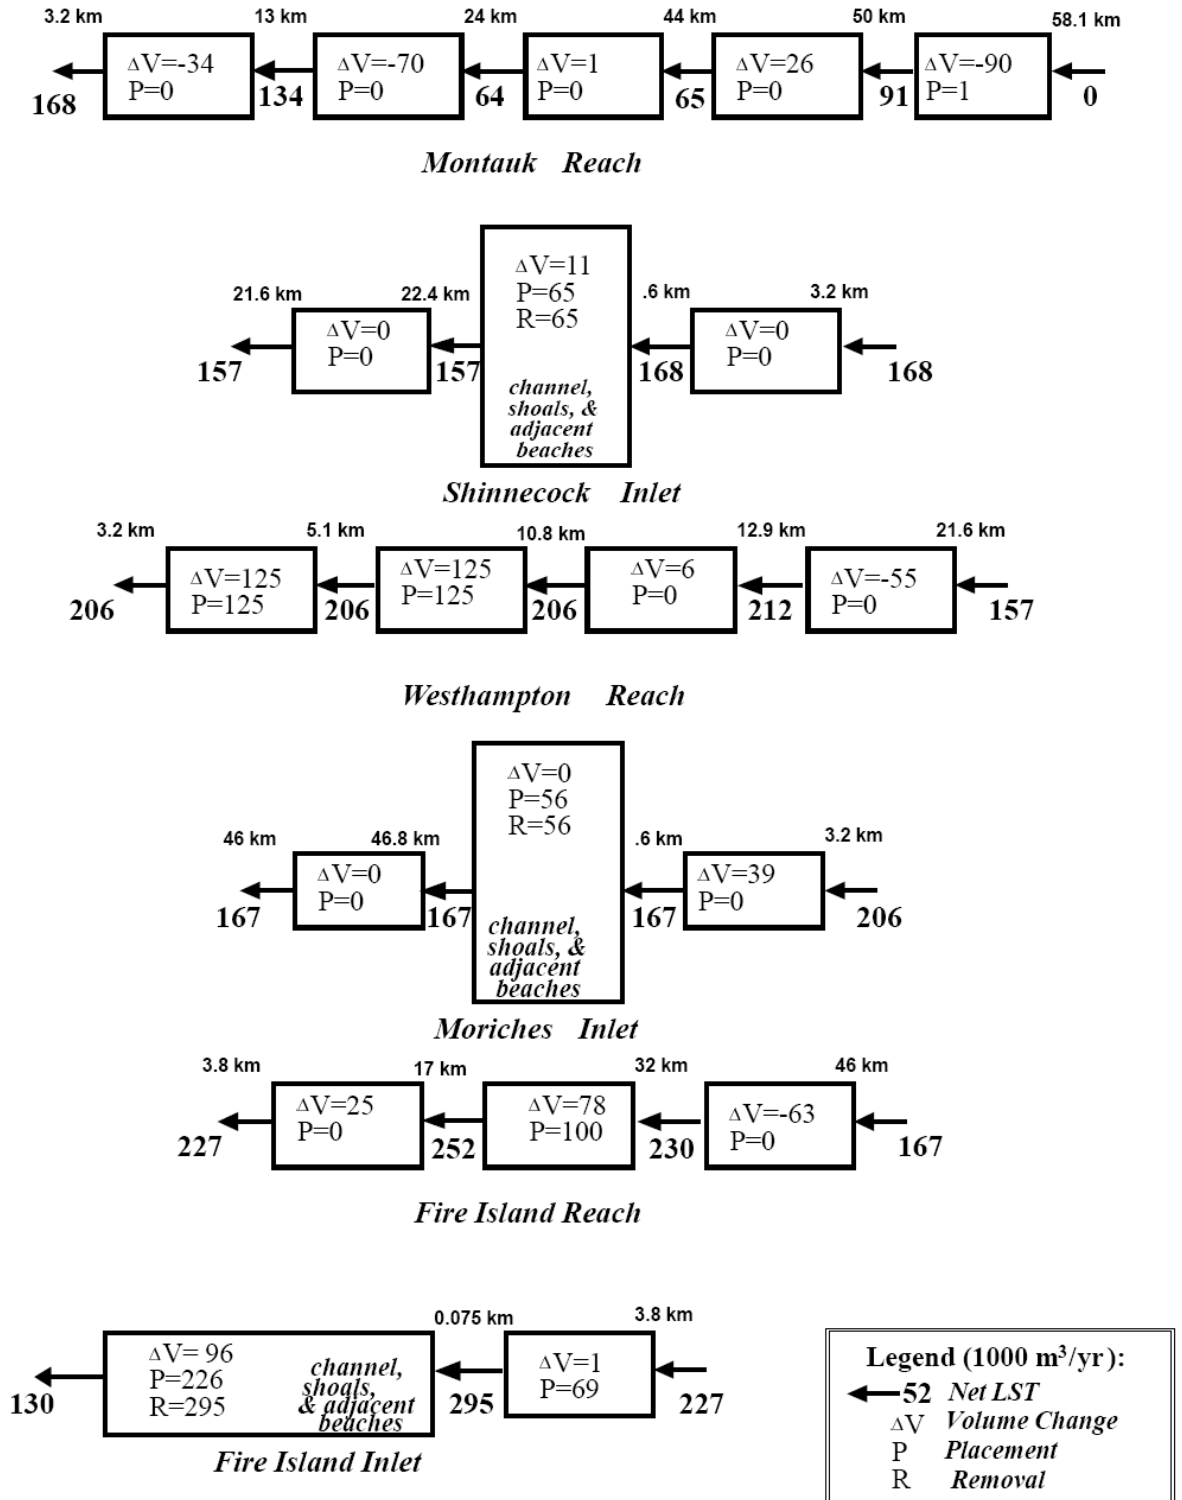 3.2 km 13 km 24 km 44 km 50 km 58.1 km
ΔV=-34 ΔV=-70 ΔV=1 ΔV=26 ΔV=-90
P=0 P=0 P=0 P=0 P=1
168 134 64 65 91 0
Montauk Reach
ΔV=11
P=65
R=65
21.6 km 22.4 km .6 km 3.2 km
ΔV=0 ΔV=0
P=0 P=0
157 157 168 168
channel,
shoals, &
adjacent
beaches
Shinnecock Inlet
3.2 km 5.1 km 10.8 km 12.9 km 21.6 km
ΔV=125 ΔV=125 ΔV=6 ΔV=-55
P=125 P=125 P=0 P=0
206 206 206 212 157
Westhampton Reach
ΔV=0
P=56
R=56
46 km 46.8 km .6 km 3.2 km
ΔV=0 ΔV=39
P=0 P=0
167 167 167 206
channel,
shoals, &
adjacent
beaches
Moriches Inlet
3.8 km 17 km 32 km 46 km
ΔV=25 ΔV=78 ΔV=-63
P=0 P=100 P=0
227 252 230 167
Fire Island Reach
0.075 km 3.8 km
ΔV= 96 ΔV=1
P=226 P=69
R=295
channel,
shoals,
& adjacent
beaches
130 295 227
Fire Island Inlet
Legend (1000 m³/yr):
52 Net LST
ΔV Volume Change
P Placement
R Removal